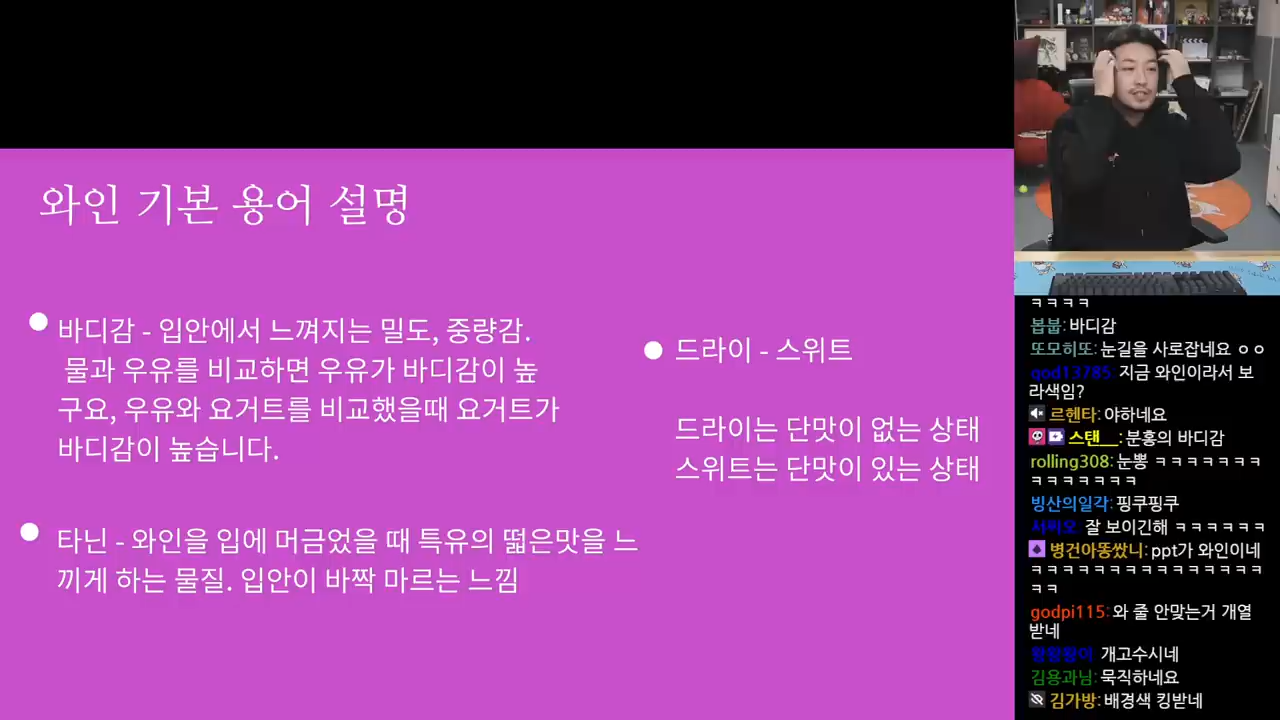 와인 기본 용어 설명
바디감 - 입안에서 느껴지는 밀도, 중량감.
물과 우유를 비교하면 우유가 바디감이 높
구요, 우유와 요거트를 비교했을때 요거트가
바디감이 높습니다.
타닌 - 와인을 입에 머금었을 때 특유의 떫은맛을 느
끼게 하는 물질. 입안이 바짝 마르는 느낌
드라이 - 스위트
드라이는 단맛이 없는 상태
스위트는 단맛이 있는 상태
ㅋㅋㅋㅋ
봅붑: 바디감
또모히또: 눈길을 사로잡네요 ㅇㅇ
god13785: 지금 와인이라서 보
라색임?
르헨타: 야하네요
스탠__: 분홍의 바디감
rolling308: 눈뽕 ㅋㅋㅋㅋㅋㅋㅋ
ㅋㅋㅋㅋㅋㅋㅋ
빙산의일각: 핑쿠핑쿠
잘 보이긴해 ㅋㅋㅋㅋㅋㅋ
병건아똥쌌니: ppt가 와인이네
ㅋㅋㅋㅋㅋㅋㅋㅋㅋㅋㅋㅋㅋㅋㅋ
ㅋㅋ
godpi115: 와 줄 안맞는거 개열
받네
개고수시네
김용과님: 묵직하네요
김가방: 배경색 킹받네